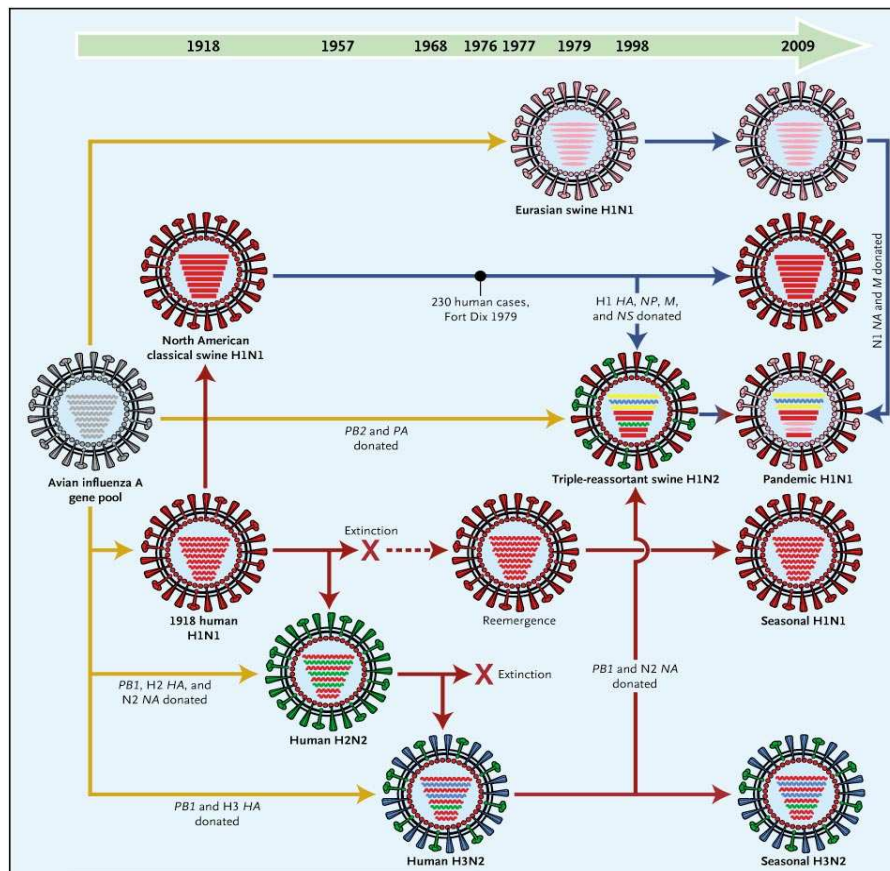 1918 1957 1968 1976 1977 1979 1998 2009
Eurasian swine H1N1
N1 NA and M donated
230 human cases,
Fort Dix 1979
H1 HA, NP, M,
and NS donated
North American
classical swine H1N1
PB2 and PA
donated
Avian influenza A
gene pool
Triple-reassortant swine H1N2
Pandemic H1N1
Extinction
X
1918 human
H1N1
Reemergence
Seasonal H1N1
PB1, H2 HA, and
N2 NA donated
X Extinction
PB1 and N2 NA
donated
Human H2N2
PB1 and H3 HA
donated
Human H3N2
Seasonal H3N2